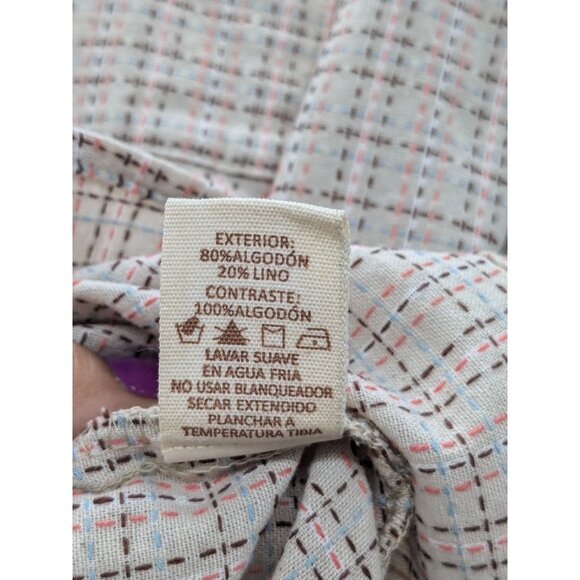 EXTERIOR:
80%ALGODÓN
20% LINO
CONTRASTE:
100%ALGODÓN
LAVAR SUAVE
EN AGUA FRIA
NO USAR BLANQUEADOR
SECAR EXTENDIDO
PLANCHAR A
TEMPERATURA TIBIA